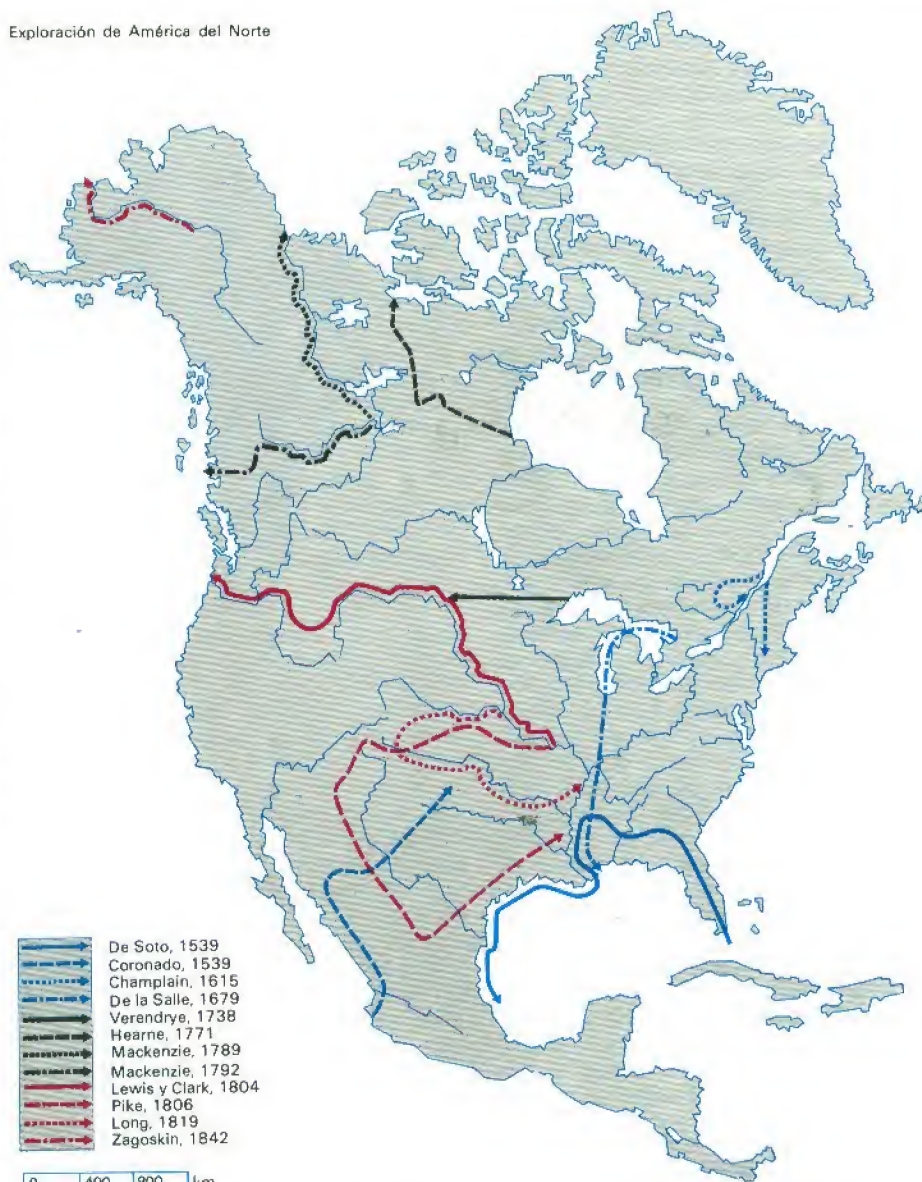 Exploración de América del Norte
De Soto, 1539
Coronado, 1539
Champlain, 1615
De la Salle, 1679
Verendrye, 1738
Hearne, 1771
Mackenzie, 1789
Mackenzie, 1792
Lewis y Clark, 1804
Pike, 1806
Long, 1819
Zagoskin, 1842
0 400 800 km